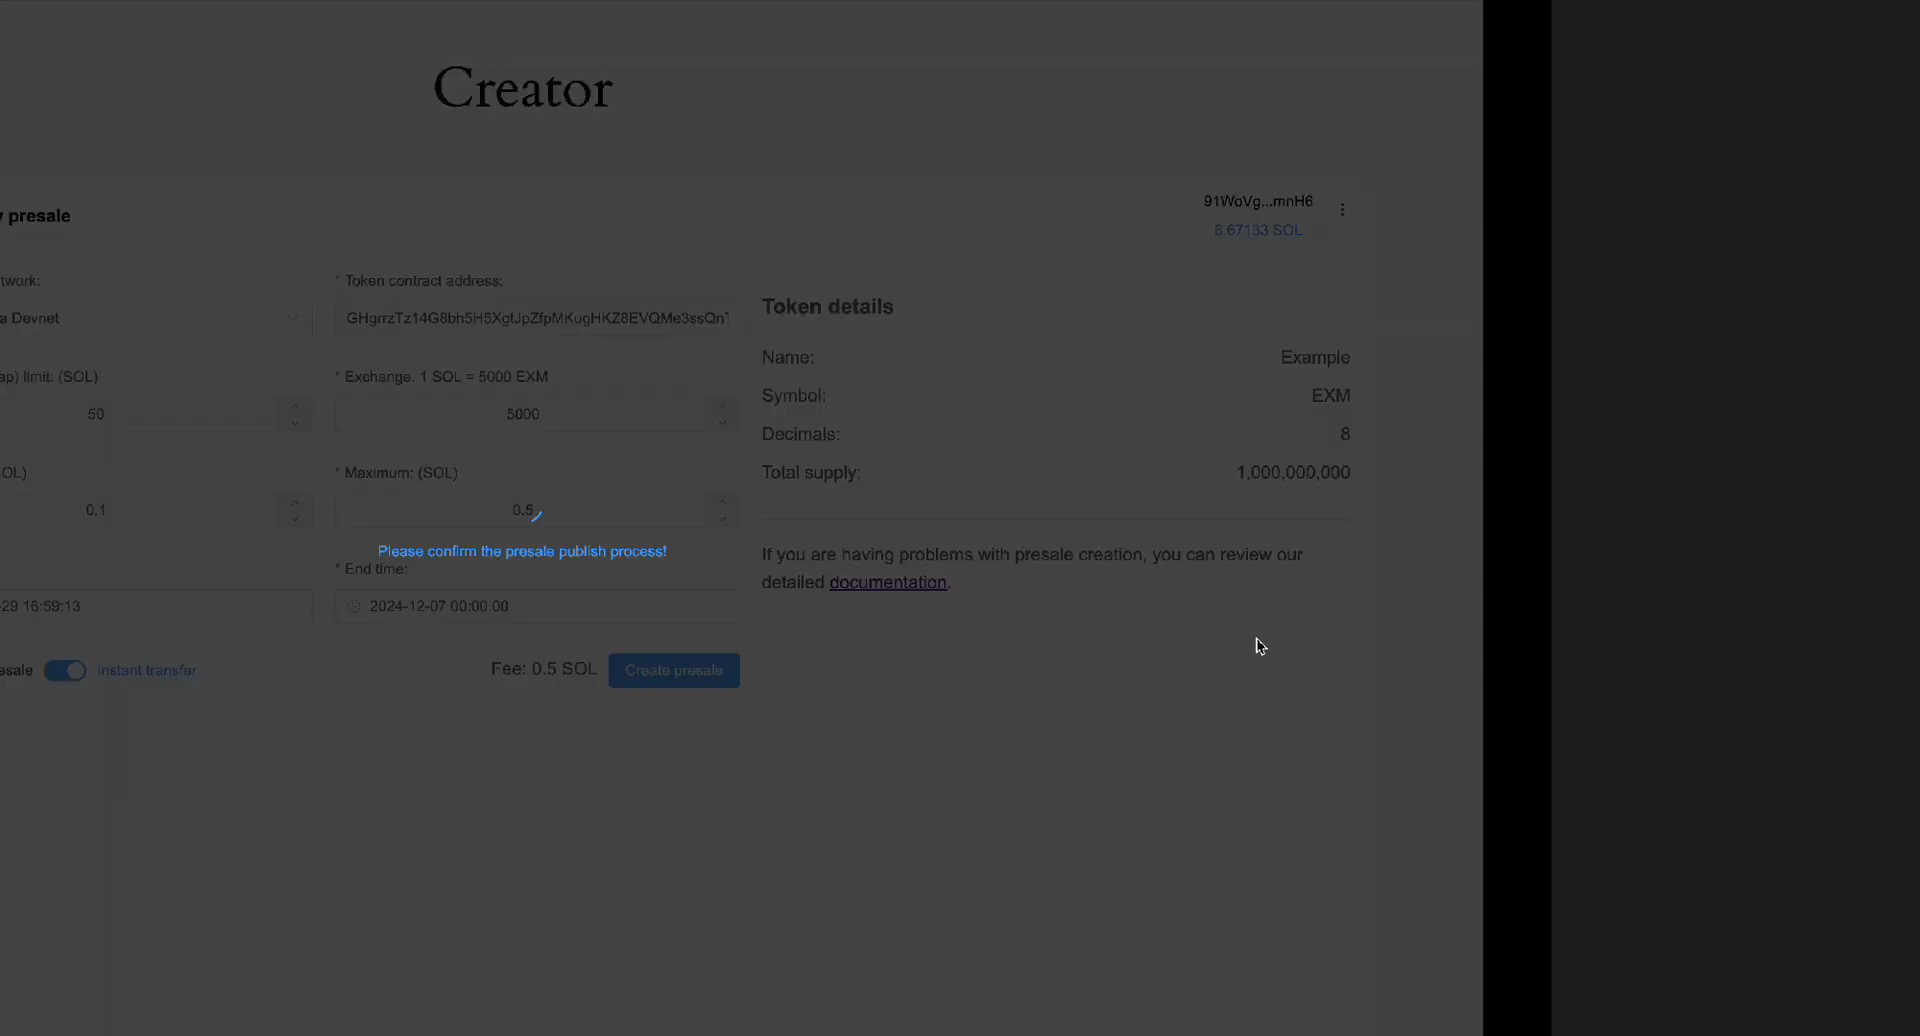 Creator
presale
91WoVg...mnH6
6.67133 SOL
twork:
* Token contract address:
a Devnet
Token details
Name:
Example
ap) limit: (SOL)
* Exchange. 1 SOL = 5000 EXM
Symbol:
EXM
50
5000
Decimals:
8
OL)
* Maximum: (SOL)
Total supply:
1,000,000,000
0.1
0.5
Please confirm the presale publish process!
If you are having problems with presale creation, you can review our
detailed documentation.
* End time:
-29 16:59:13
2024-12-07 00:00:00
esale
Instant transfer
Fee: 0.5 SOL
Create presale